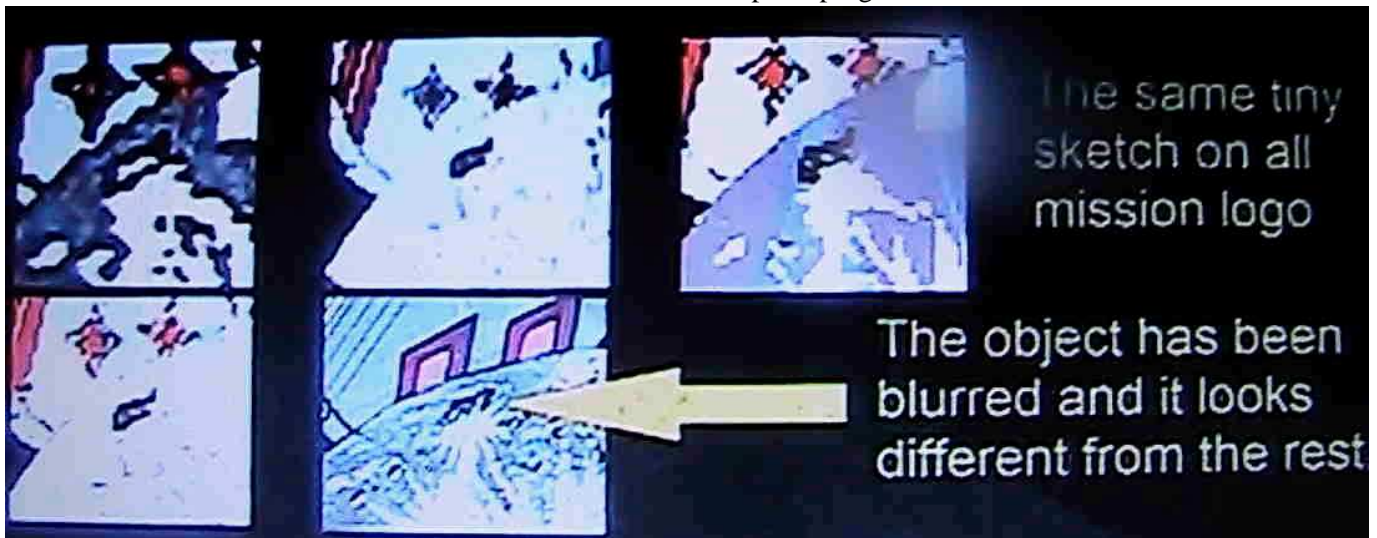 The same tiny
sketch on all
mission logo
The object has been
blurred and it looks
different from the rest